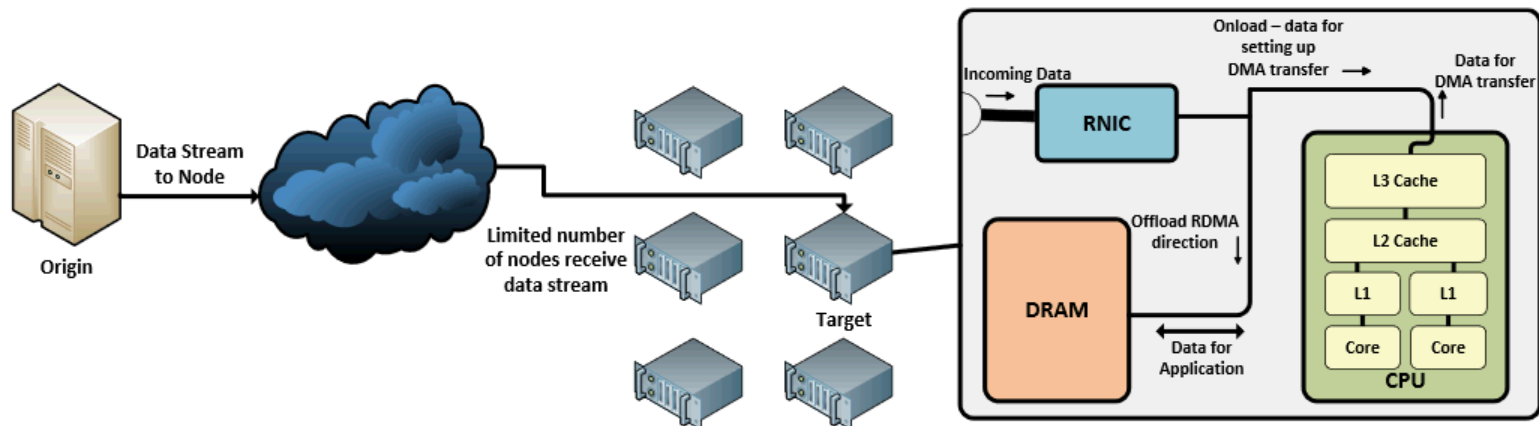 Data Stream
to Node
Origin
Limited number
of nodes receive
data stream
Target
Incoming Data
RNIC
Onload – data for
setting up
DMA transfer
Data for
DMA transfer
Offload RDMA
direction
DRAM
Data for
Application
L3 Cache
L2 Cache
L1
L1
Core
Core
CPU